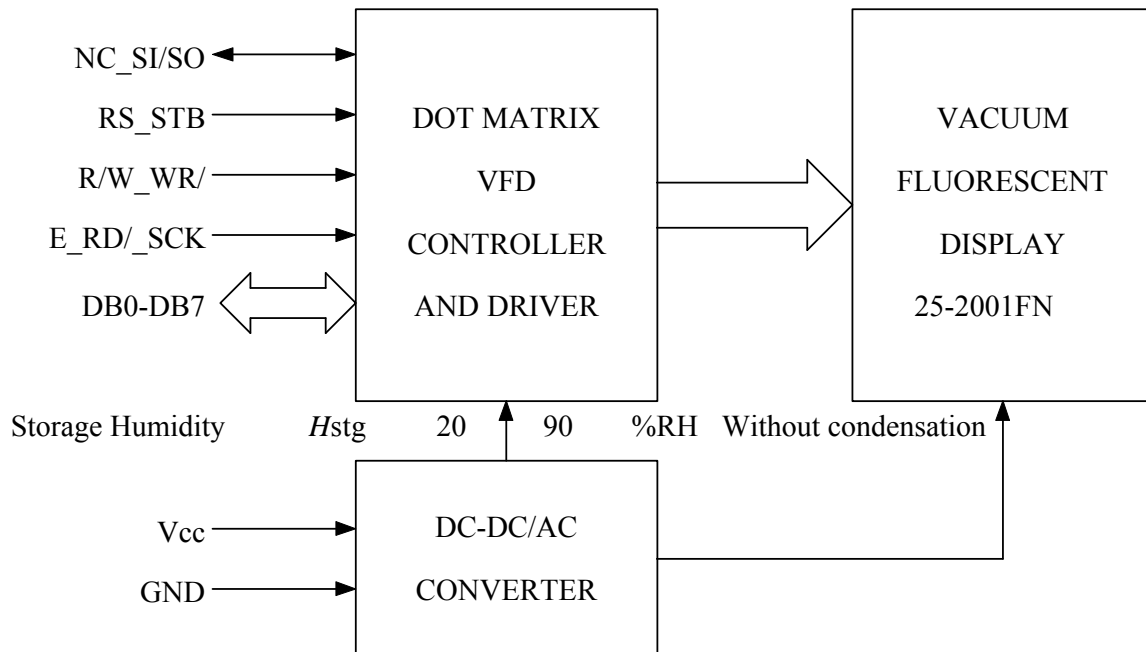 NC_SI/SO
RS_STB
R/W_WR/
E_RD/_SCK
DB0-DB7
DOT MATRIX
VFD
CONTROLLER
AND DRIVER
VACUUM
FLUORESCENT
DISPLAY
25-2001FN
Storage Humidity Hstg 20 90 %RH Without condensation
Vcc
GND
DC-DC/AC
CONVERTER